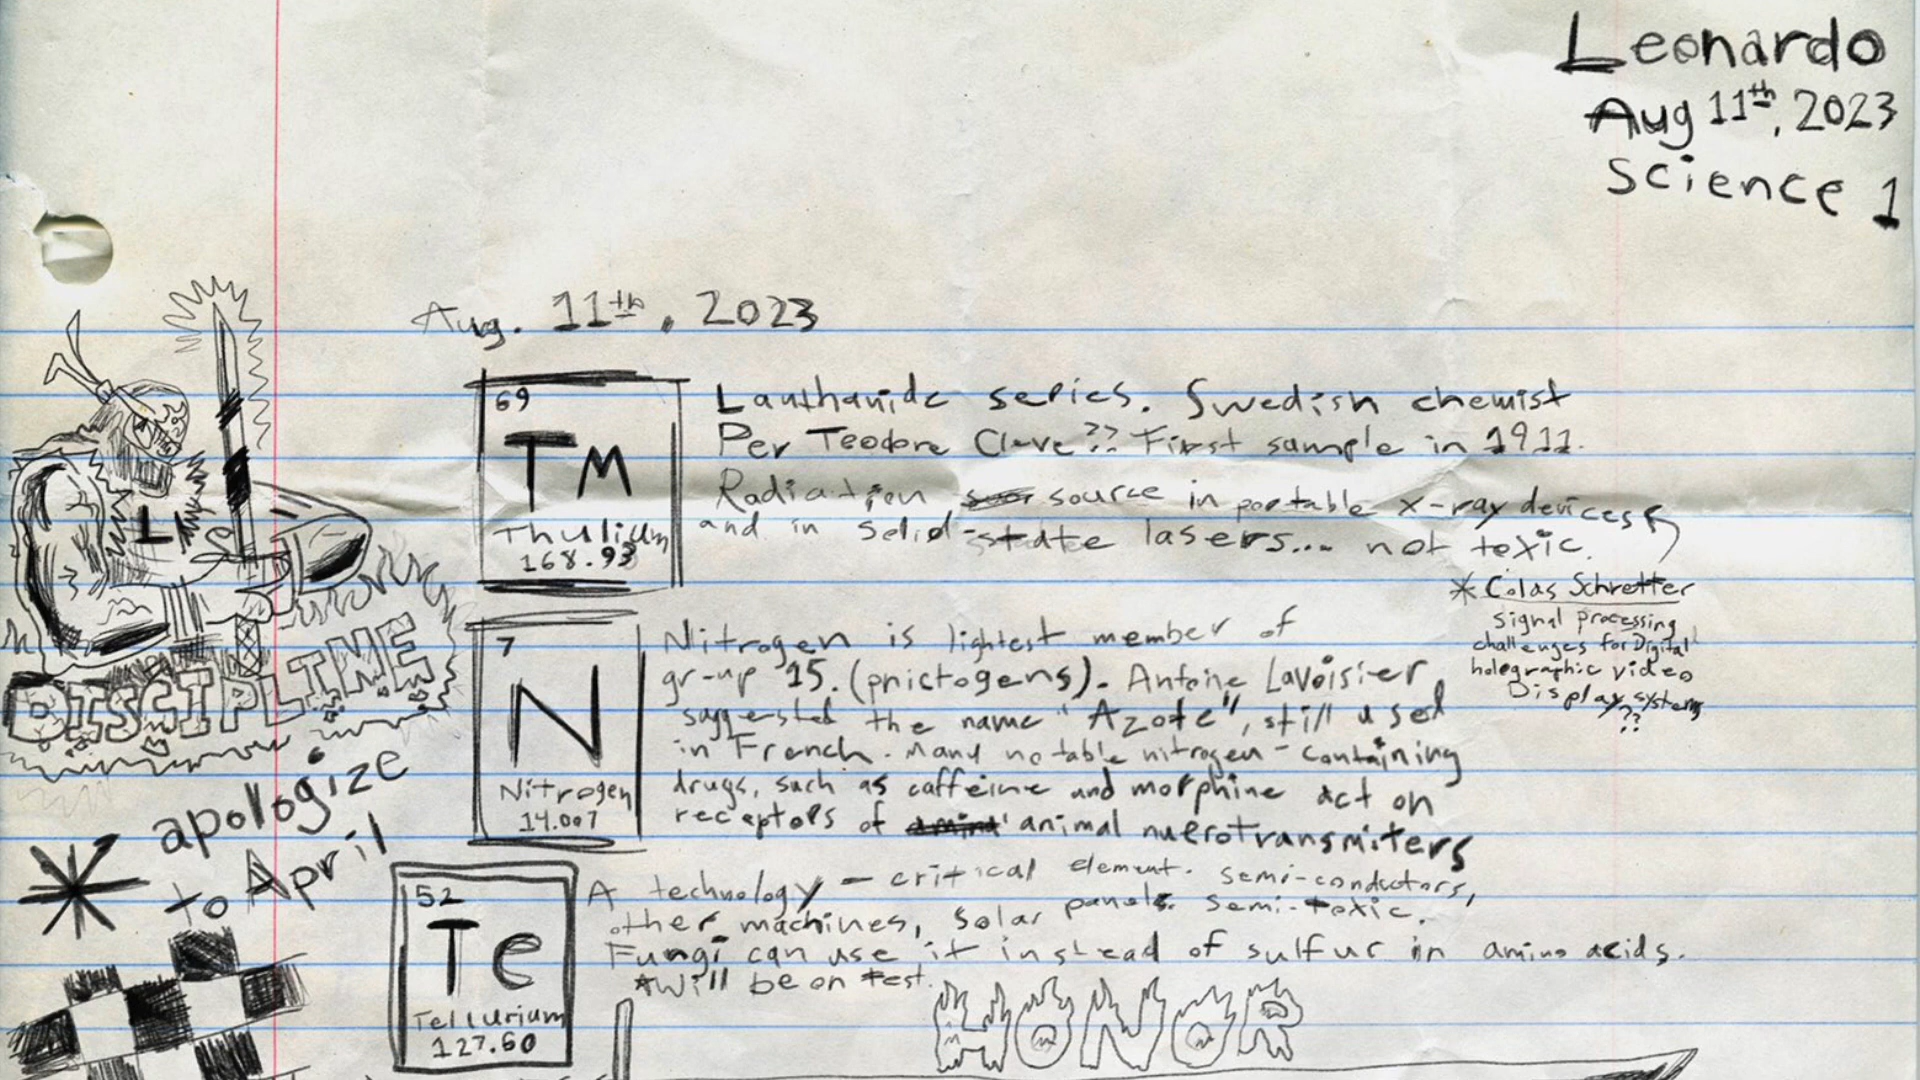 Leonardo
Aug 11th, 2023
Science 1
Aug. 11th, 2023
69
Tm
Thulium
168.93
Lanthanide series. Swedish chemist
Per Teodore Cleve?? First sample in 1911.
Radiation source in portable x-ray devices
and in solid-state lasers... not toxic.
* Colas Schretter
signal processing
challenges for Digital
holographic video
Display systems
??
7
N
Nitrogen
14.007
Nitrogen is lightest member of
group 15. (pnictogens). Antoine Lavoisier
suggested the name "Azote", still used
in French. Many notable nitrogen-containing
drugs, such as caffeine and morphine act on
receptors of animal nuerotransmiters
L
DISCIPLINE
* apologize
to April
52
Te
Tellurium
127.60
A technology-critical element. semi-conductors,
other machines, solar panels. semi-toxic.
Fungi can use it instead of sulfur in amino acids.
*Will be on test.
HONOR